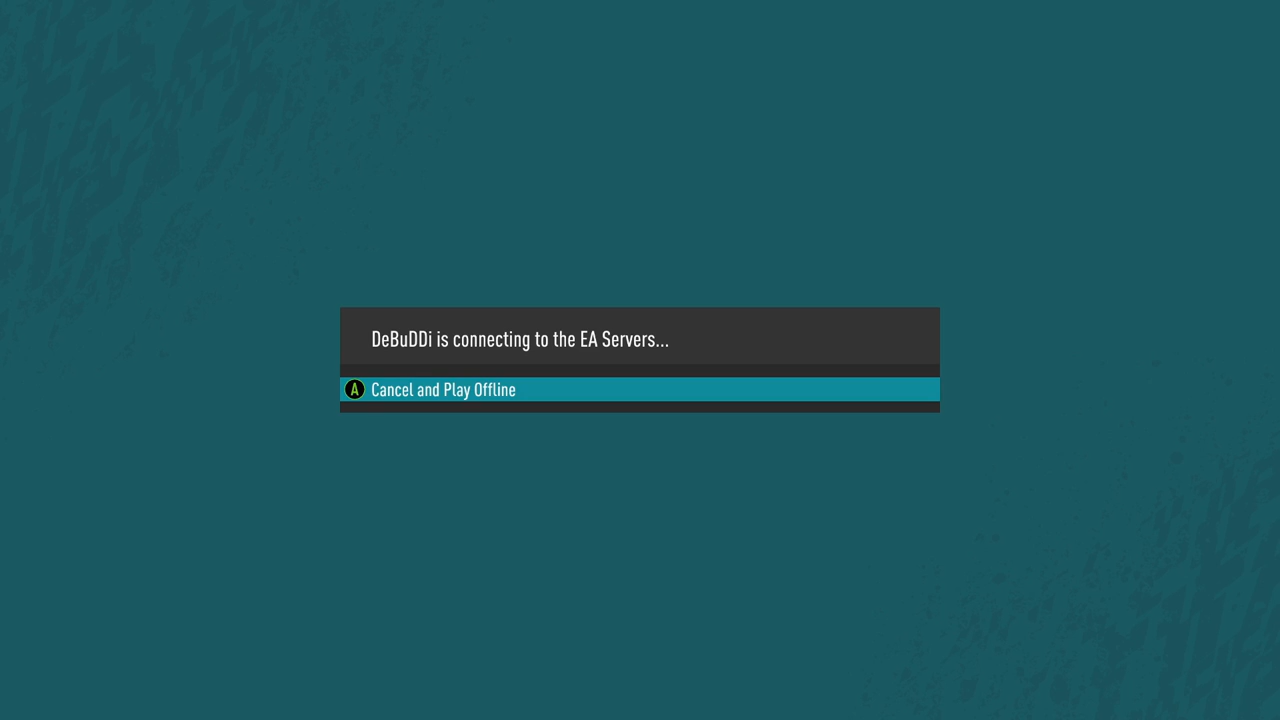 DeBuDDi is connecting to the EA Servers...
A Cancel and Play Offline